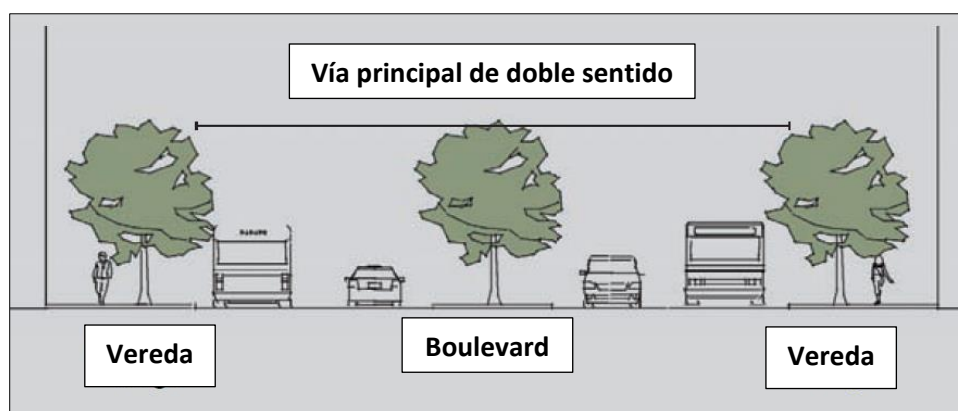 Vía principal de doble sentido
Vereda
Boulevard
Vereda